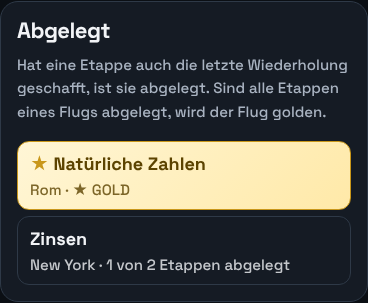 Abgelegt
Hat eine Etappe auch die letzte Wiederholung
geschafft, ist sie abgelegt. Sind alle Etappen
eines Flugs abgelegt, wird der Flug golden.
★ Natürliche Zahlen
Rom · ★ GOLD
Zinsen
New York · 1 von 2 Etappen abgelegt